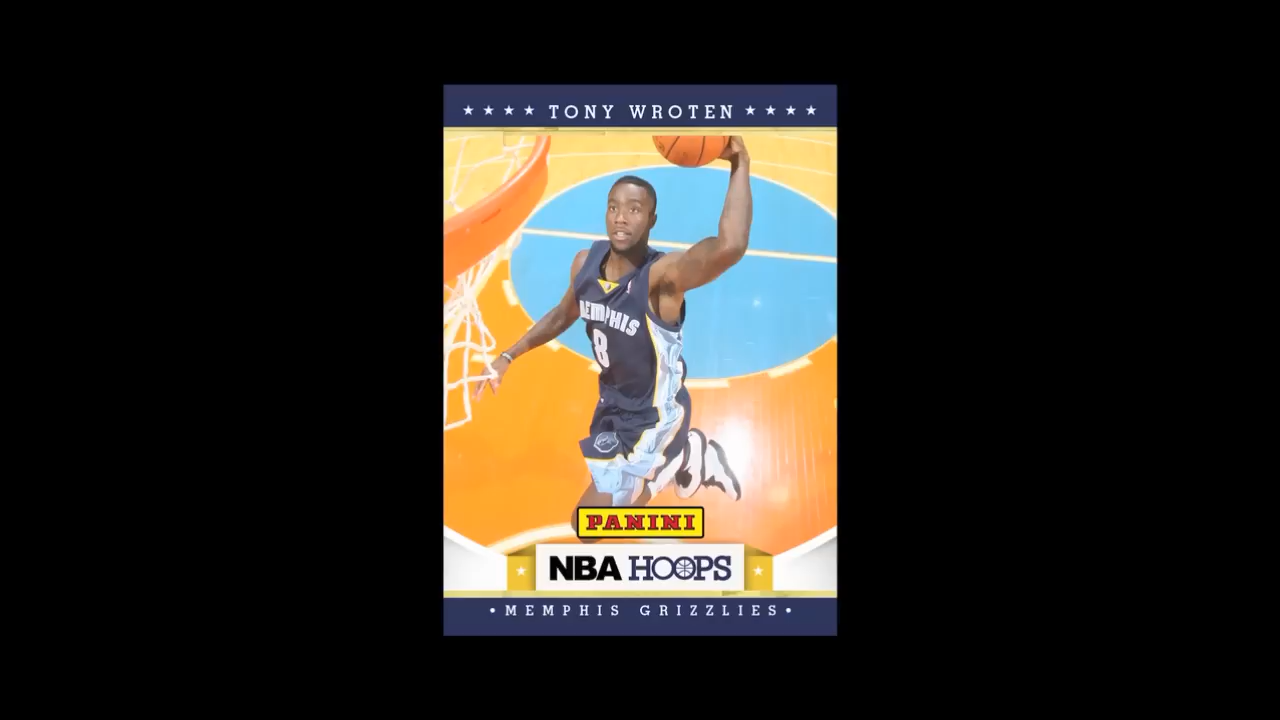 TONY WROTEN
MEMPHIS
8
PANINI
NBA HOOPS
• MEMPHIS GRIZZLIES •